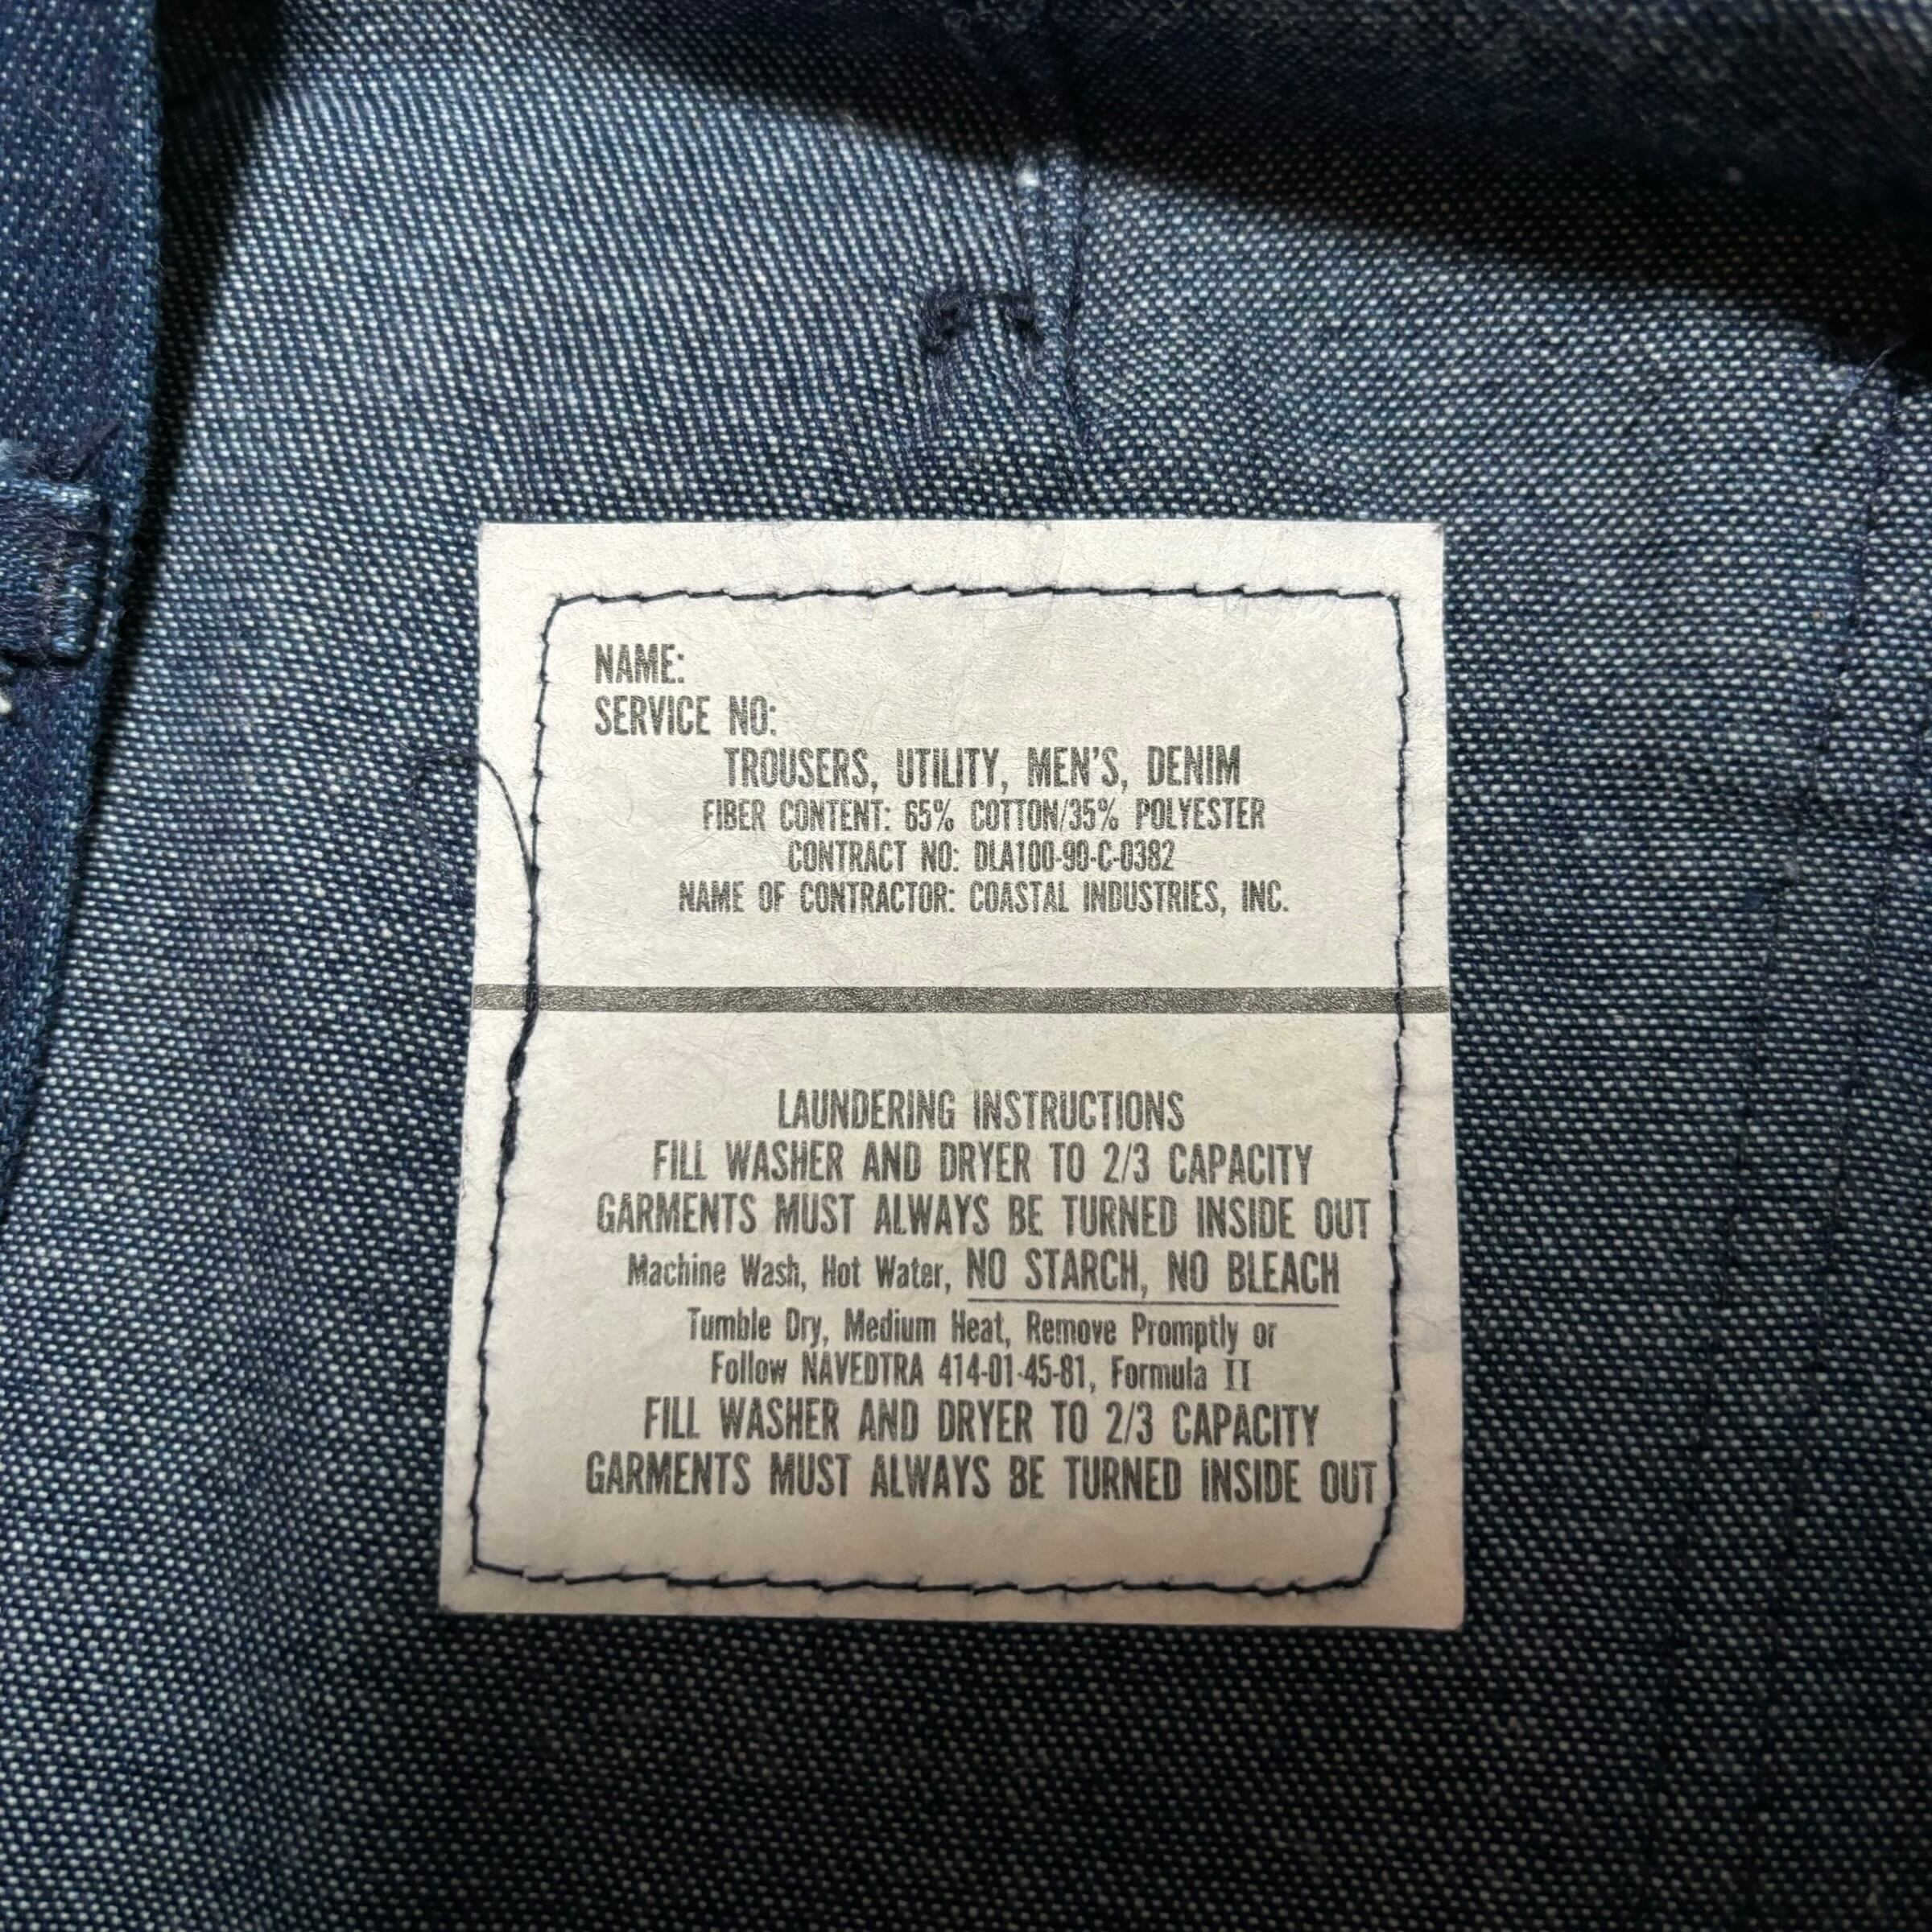 NAME:
SERVICE NO:
TROUSERS, UTILITY, MEN'S, DENIM
FIBER CONTENT: 65% COTTON/35% POLYESTER
CONTRACT NO: DLA100-90-C-0382
NAME OF CONTRACTOR: COASTAL INDUSTRIES, INC.
LAUNDERING INSTRUCTIONS
FILL WASHER AND DRYER TO 2/3 CAPACITY
GARMENTS MUST ALWAYS BE TURNED INSIDE OUT
Machine Wash, Hot Water, NO STARCH, NO BLEACH
Tumble Dry, Medium Heat, Remove Promptly or
Follow NAVEDTRA 414-01-45-81, Formula II
FILL WASHER AND DRYER TO 2/3 CAPACITY
GARMENTS MUST ALWAYS BE TURNED INSIDE OUT